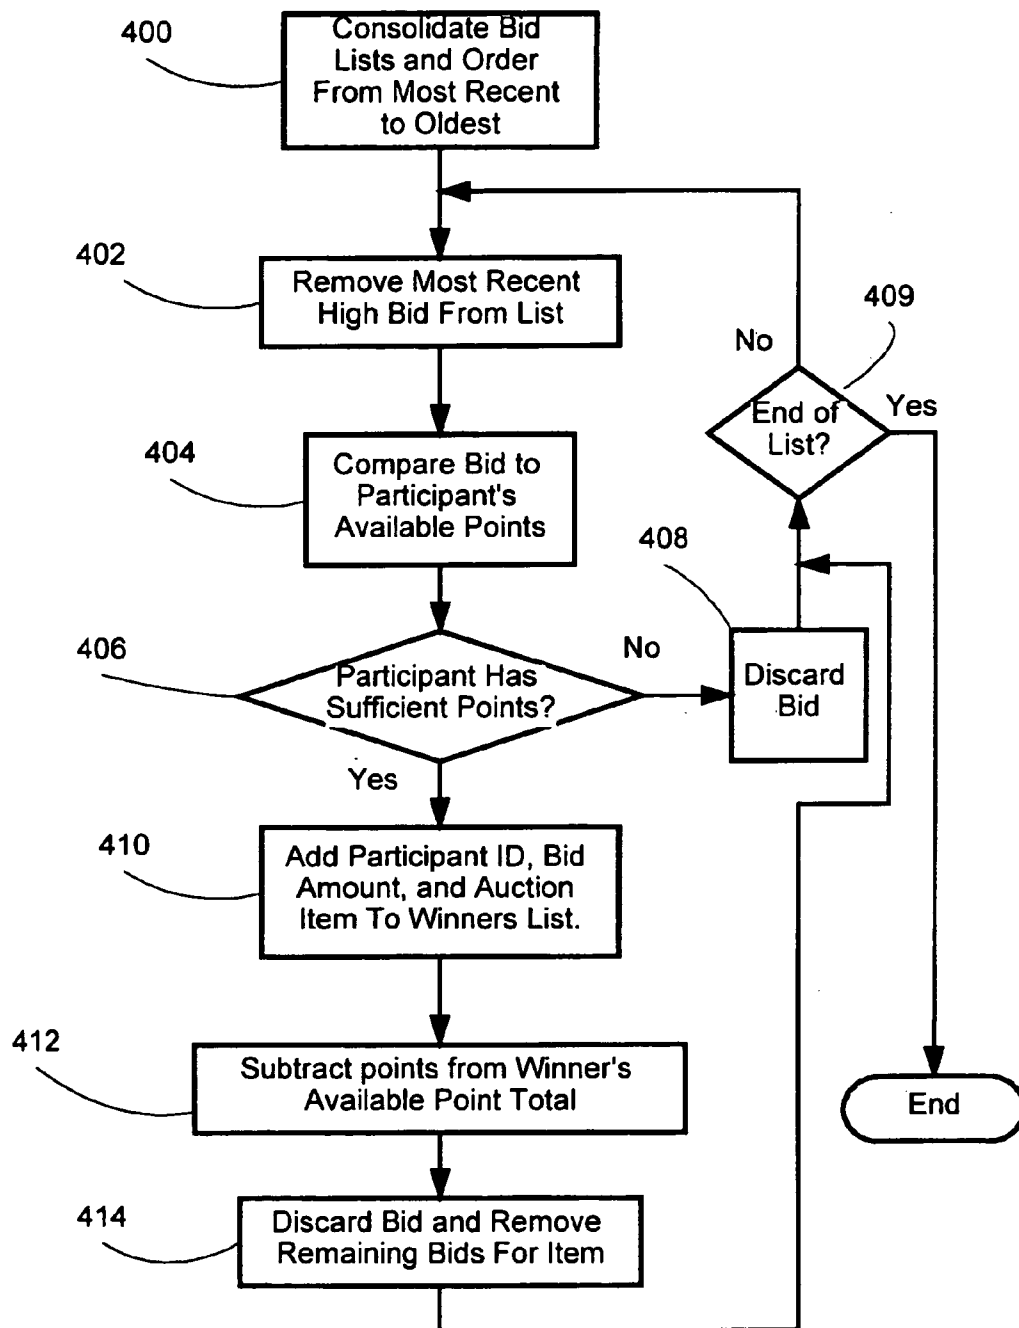 400
Consolidate Bid
Lists and Order
From Most Recent
to Oldest
402
Remove Most Recent
High Bid From List
409
No
End of
List?
Yes
404
Compare Bid to
Participant's
Available Points
408
406
Participant Has
Sufficient Points?
No
Discard
Bid
Yes
410
Add Participant ID, Bid
Amount, and Auction
Item To Winners List.
412
Subtract points from Winner's
Available Point Total
End
414
Discard Bid and Remove
Remaining Bids For Item